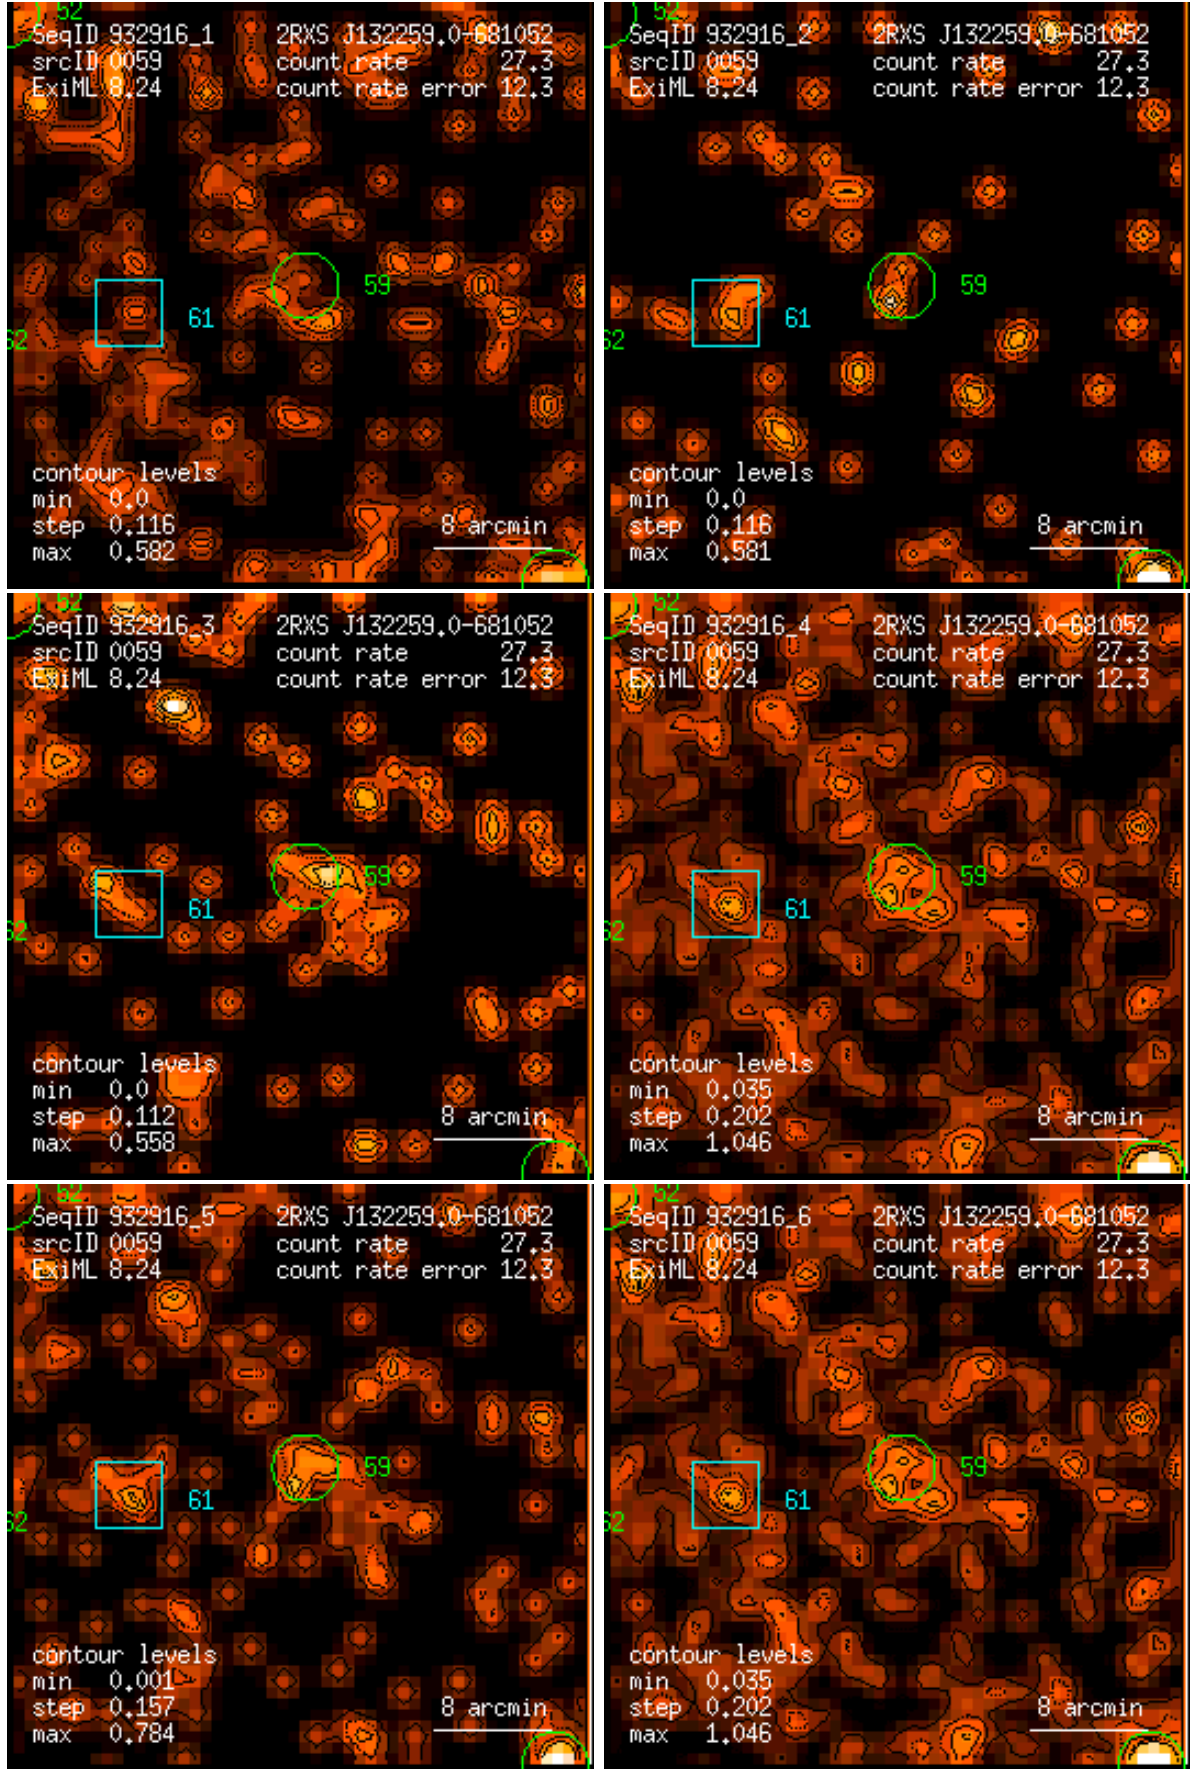 52
SeqID 932916_1 2RXS J132259.0-681052
srcID 0059 count rate 27.3
ExiML 8.24 count rate error 12.3
59
61
62
contour levels
min 0.0
step 0.116 8 arcmin
max 0.582
52
SeqID 932916_2 2RXS J132259.0-681052
srcID 0059 count rate 27.3
ExiML 8.24 count rate error 12.3
59
61
62
contour levels
min 0.0
step 0.116 8 arcmin
max 0.581
52
SeqID 932916_3 2RXS J132259.0-681052
srcID 0059 count rate 27.3
ExiML 8.24 count rate error 12.3
59
61
62
contour levels
min 0.0
step 0.112 8 arcmin
max 0.558
52
SeqID 932916_4 2RXS J132259.0-681052
srcID 0059 count rate 27.3
ExiML 8.24 count rate error 12.3
59
61
62
contour levels
min 0.035
step 0.202 8 arcmin
max 1.046
52
SeqID 932916_5 2RXS J132259.0-681052
srcID 0059 count rate 27.3
ExiML 8.24 count rate error 12.3
59
61
62
contour levels
min 0.001
step 0.157 8 arcmin
max 0.784
52
SeqID 932916_6 2RXS J132259.0-681052
srcID 0059 count rate 27.3
ExiML 8.24 count rate error 12.3
59
61
62
contour levels
min 0.035
step 0.202 8 arcmin
max 1.046